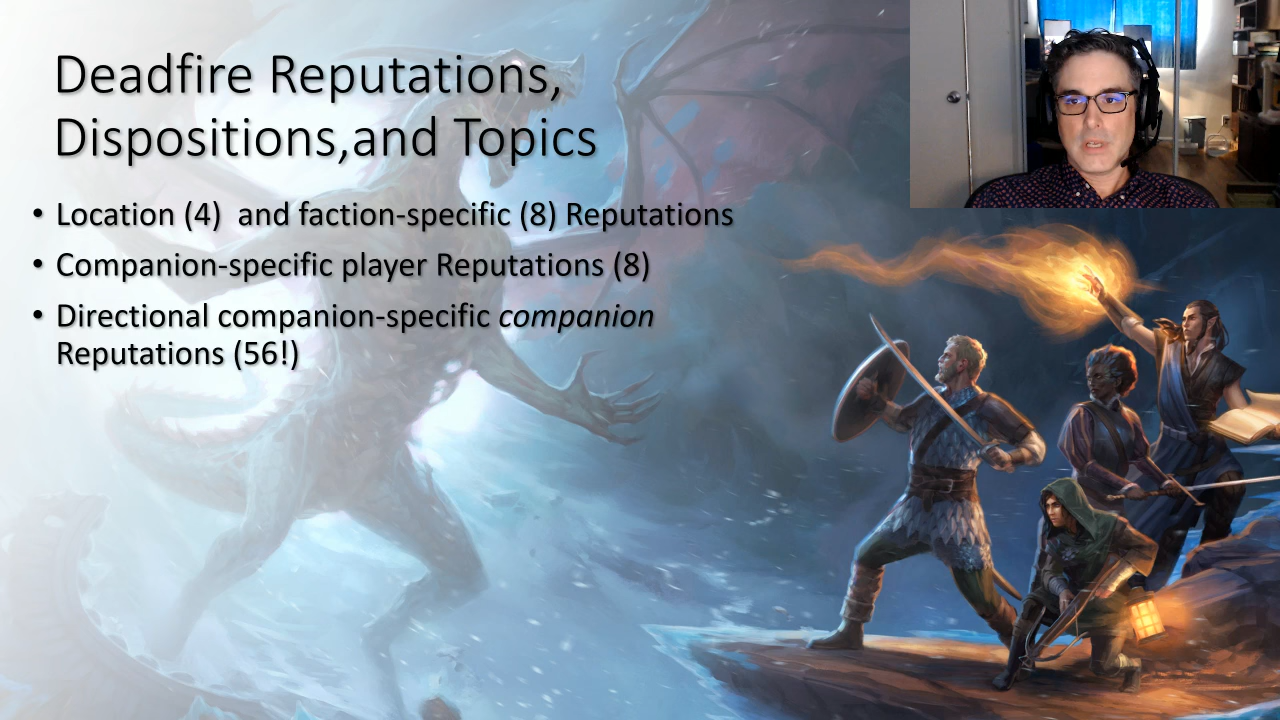 Deadfire Reputations,
Dispositions,and Topics
• Location (4)  and faction-specific (8) Reputations
• Companion-specific player Reputations (8)
• Directional companion-specific companion
Reputations (56!)